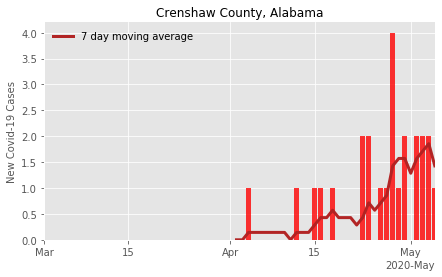 Crenshaw County, Alabama
7 day moving average
New Covid-19 Cases
4.0
3.5
3.0
2.5
2.0
1.5
1.0
0.5
0.0
Mar 15 Apr 15 May
2020-May